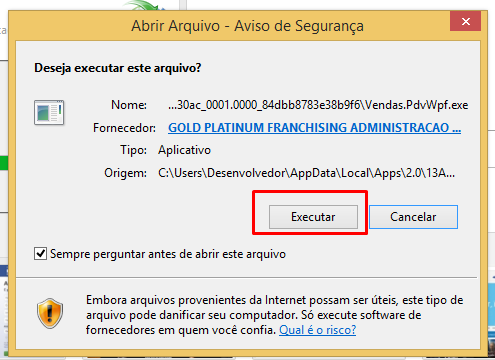 Abrir Arquivo - Aviso de Segurança
Deseja executar este arquivo?
Nome: ...30ac_0001.0000_84dbb8783e38b9f6\Vendas.PdvWpf.exe
Fornecedor: GOLD PLATINUM FRANCHISING ADMINISTRACAO ...
Tipo: Aplicativo
Origem: C:\Users\Desenvolvedor\AppData\Local\Apps\2.0\13A...
Executar Cancelar
Sempre perguntar antes de abrir este arquivo
Embora arquivos provenientes da Internet possam ser úteis, este tipo de
arquivo pode danificar seu computador. Só execute software de
fornecedores em quem você confia. Qual é o risco?